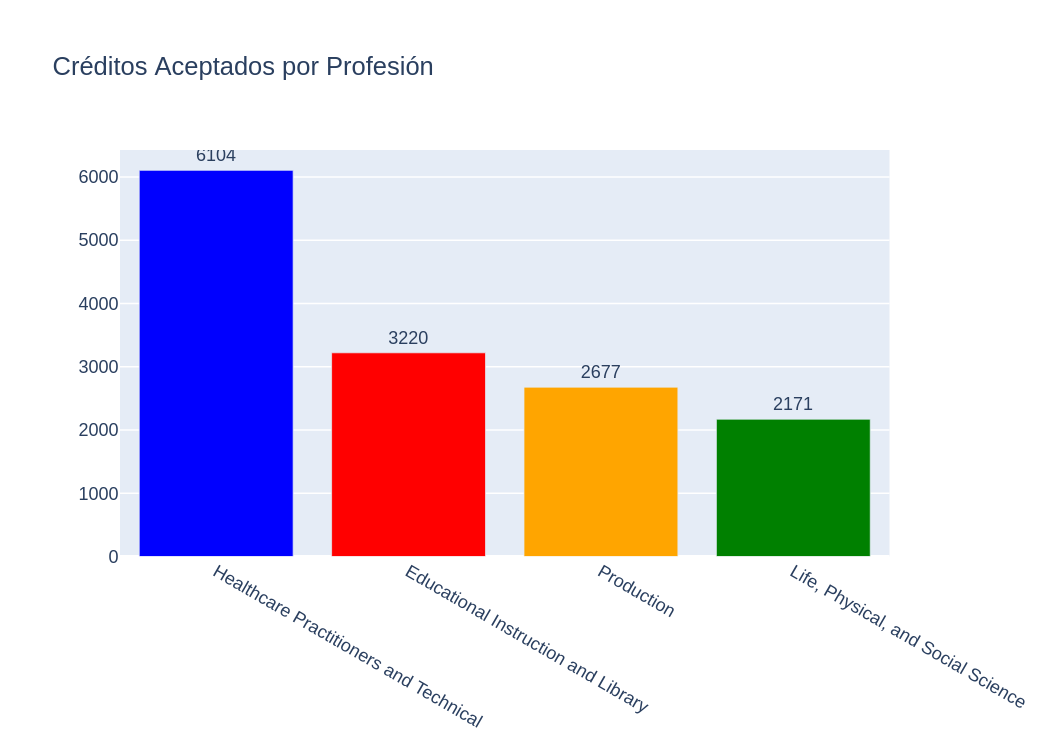 Créditos Aceptados por Profesión
6104
6000
5000
4000
3220
3000
2677
2171
2000
1000
0
Healthcare Practitioners and Technical
Educational Instruction and Library
Production
Life, Physical, and Social Science